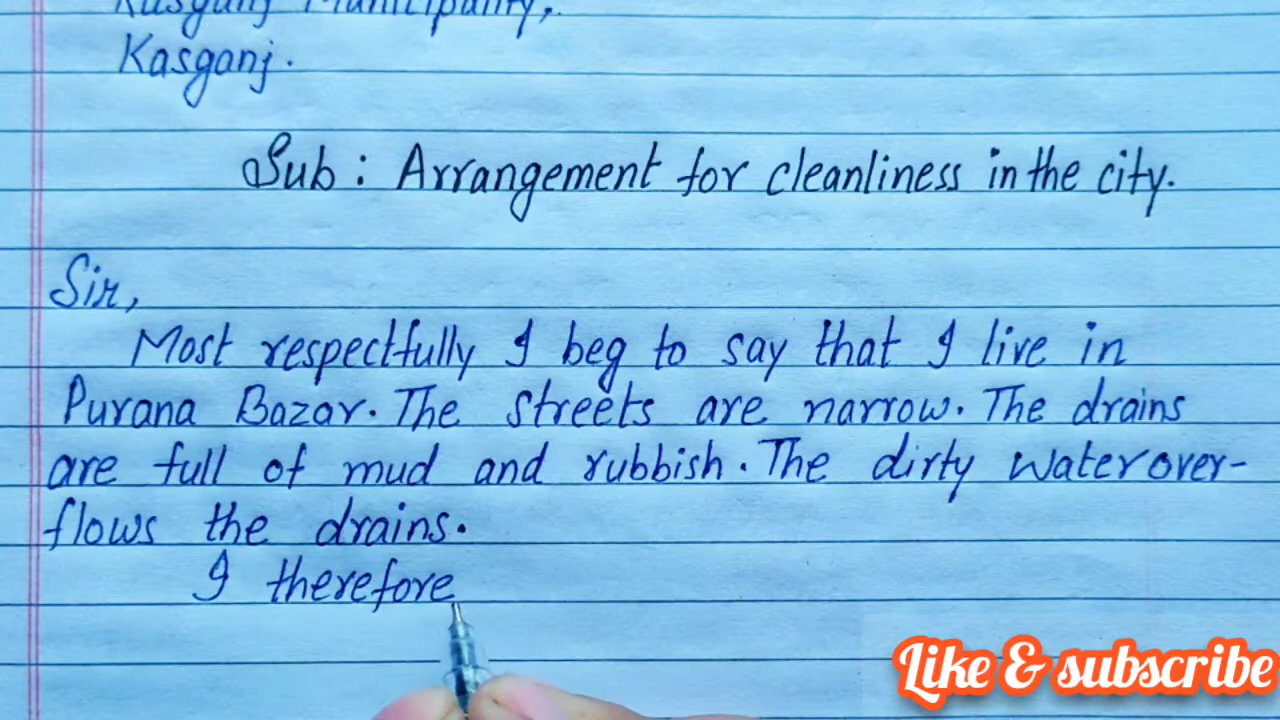 Kasganj Municipality,
Kasganj.
Sub : Arrangement for cleanliness in the city.
Sir,
Most respectfully I beg to say that I live in
Purana Bazar. The streets are narrow. The drains
are full of mud and rubbish. The dirty water over-
flows the drains.
I therefore
Like & subscribe